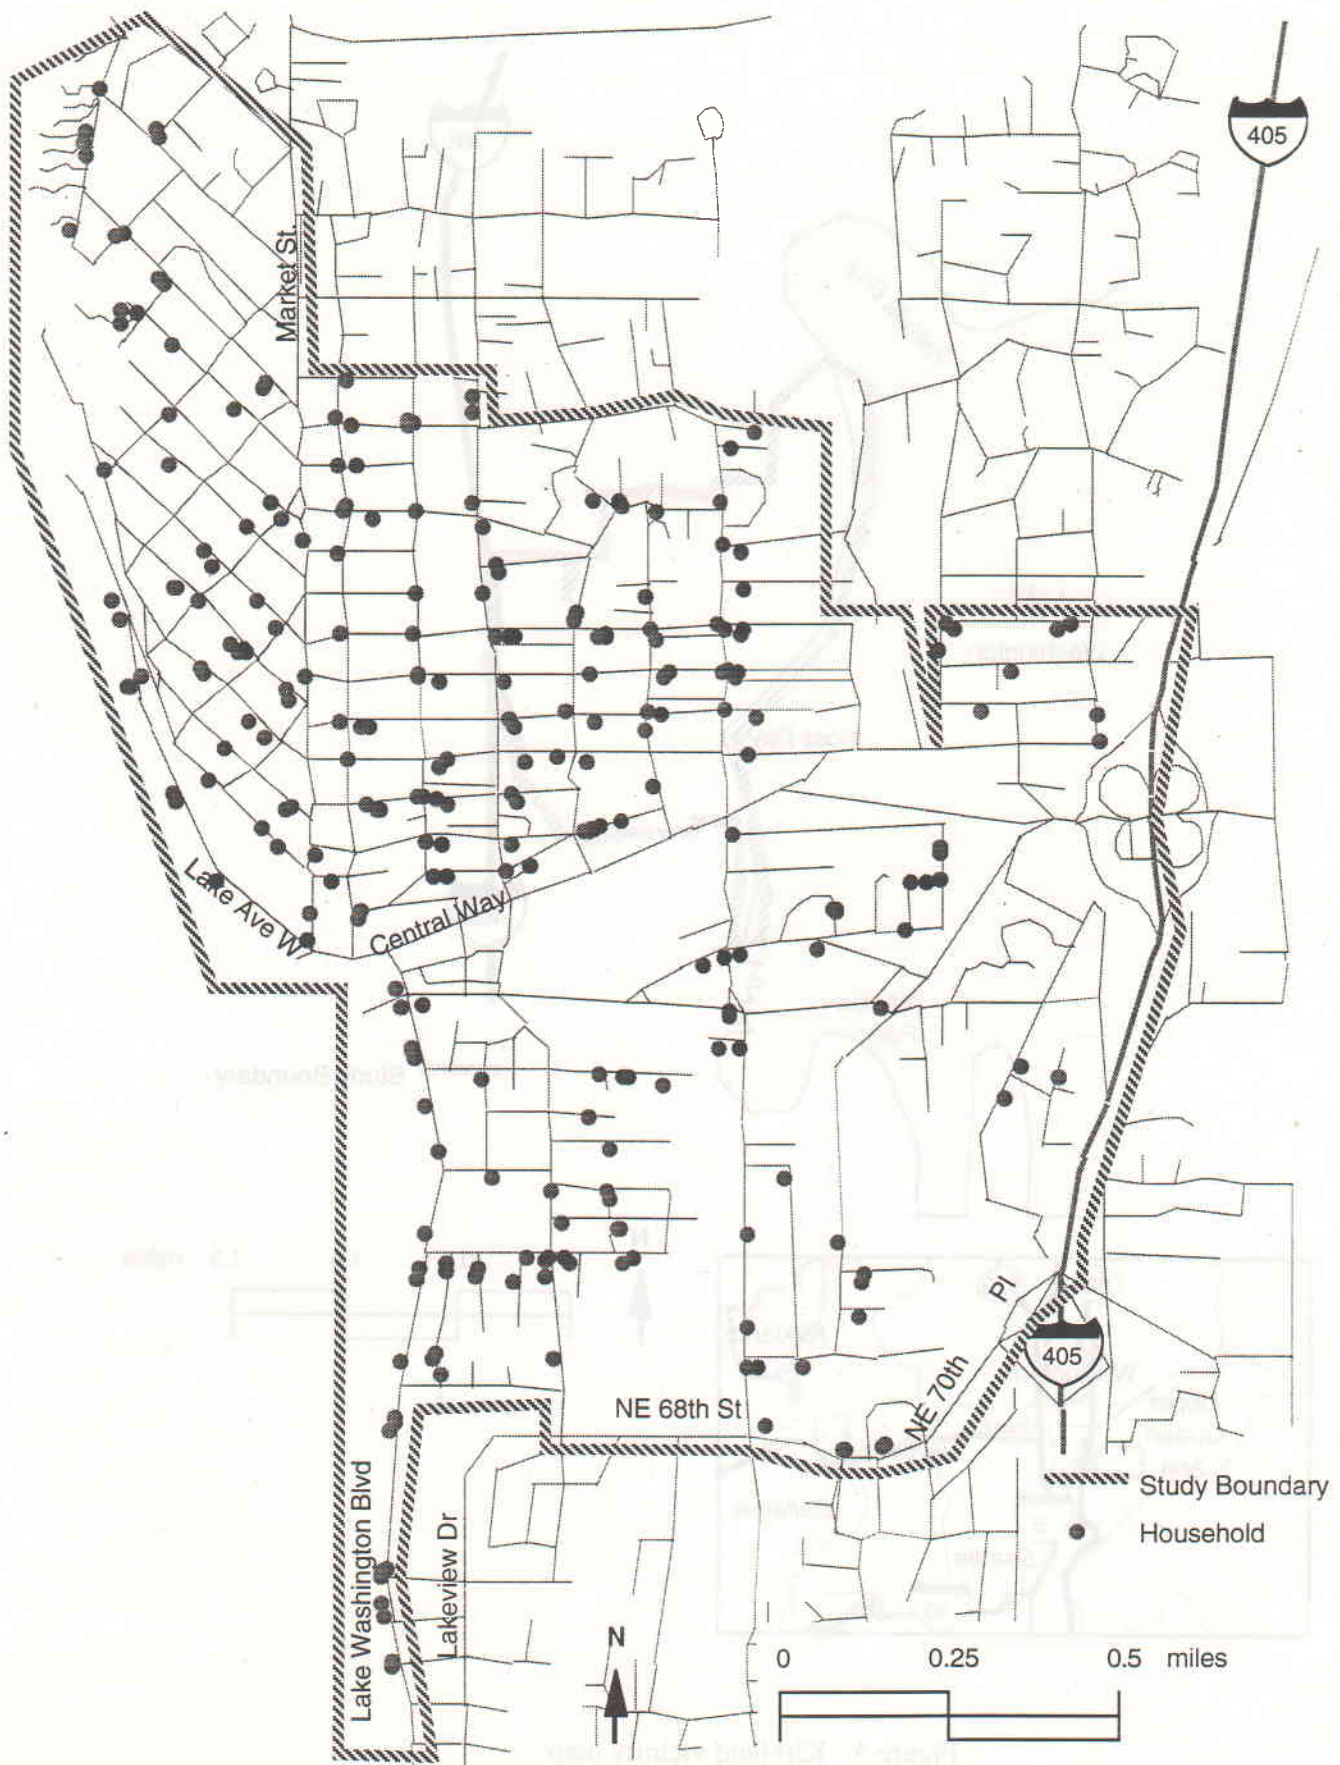 405
Market St.
Lake Ave W
Central Way
Pl
NE 70th
405
NE 68th St
Study Boundary
Household
Lake Washington Blvd
Lakeview Dr
N
0 0.25 0.5 miles